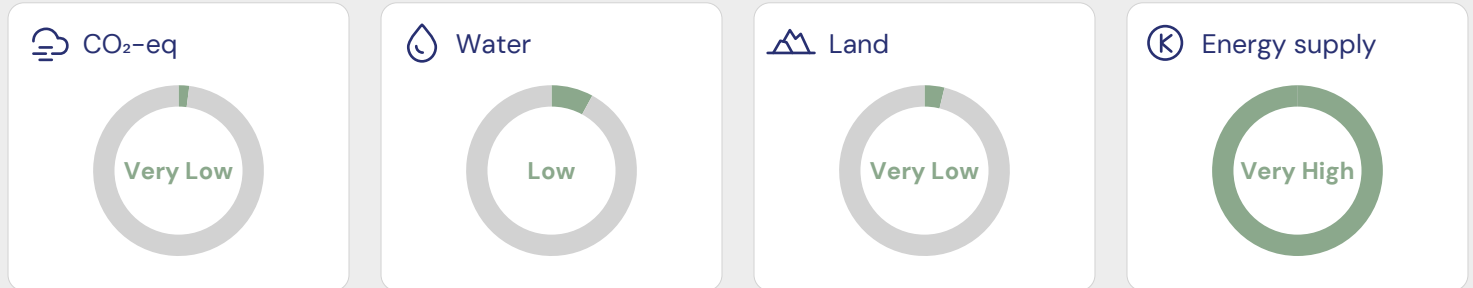 CO₂-eq
Very Low
Water
Low
Land
Very Low
Energy supply
Very High